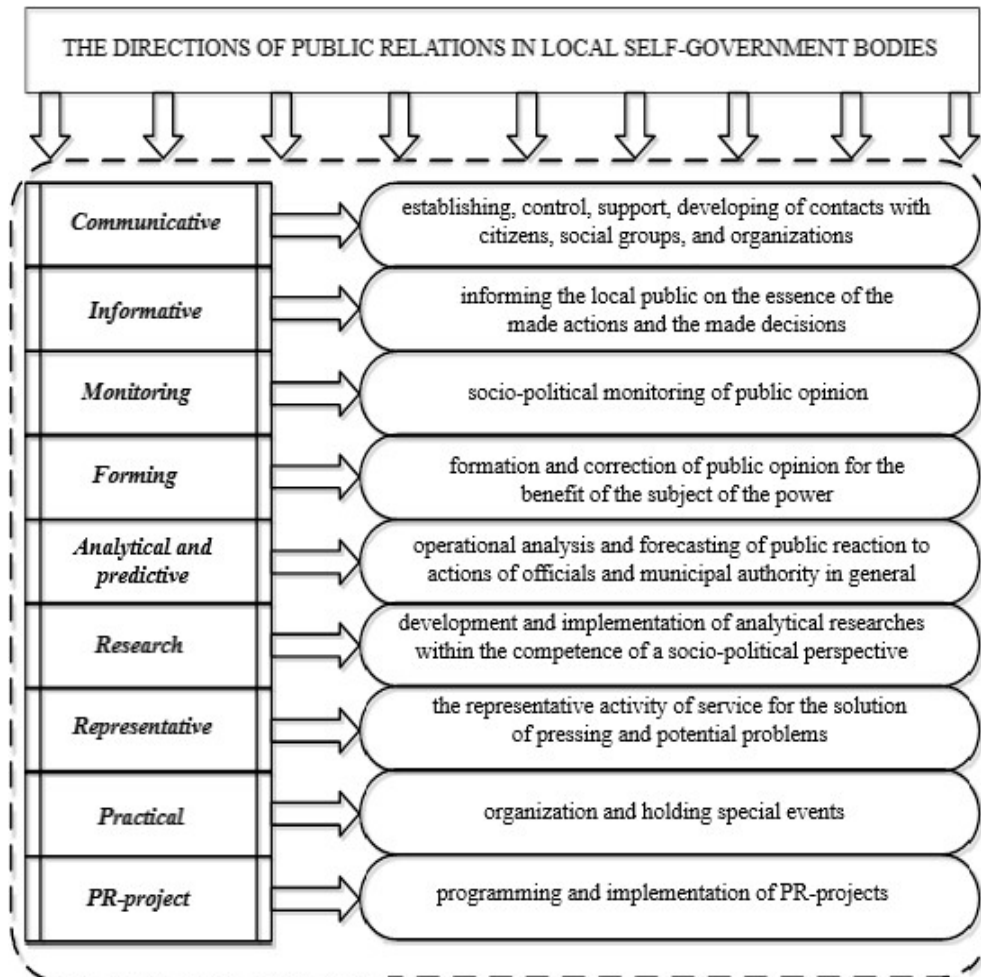 THE DIRECTIONS OF PUBLIC RELATIONS IN LOCAL SELF-GOVERNMENT BODIES
Communicative
establishing, control, support, developing of contacts with
citizens, social groups, and organizations
Informative
informing the local public on the essence of the
made actions and the made decisions
Monitoring
socio-political monitoring of public opinion
Forming
formation and correction of public opinion for the
benefit of the subject of the power
Analytical and
predictive
operational analysis and forecasting of public reaction to
actions of officials and municipal authority in general
Research
development and implementation of analytical researches
within the competence of a socio-political perspective
Representative
the representative activity of service for the solution
of pressing and potential problems
Practical
organization and holding special events
PR-project
programming and implementation of PR-projects